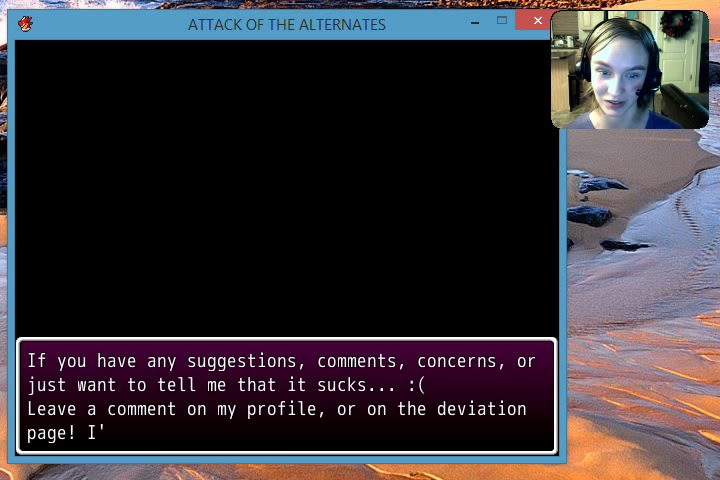 ATTACK OF THE ALTERNATES
If you have any suggestions, comments, concerns, or
just want to tell me that it sucks... :(
Leave a comment on my profile, or on the deviation
page! I'